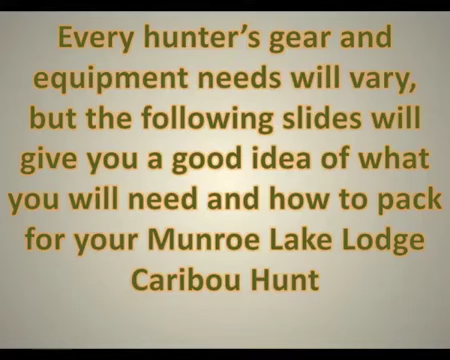 Every hunter's gear and
equipment needs will vary,
but the following slides will
give you a good idea of what
you will need and how to pack
for your Munroe Lake Lodge
Caribou Hunt